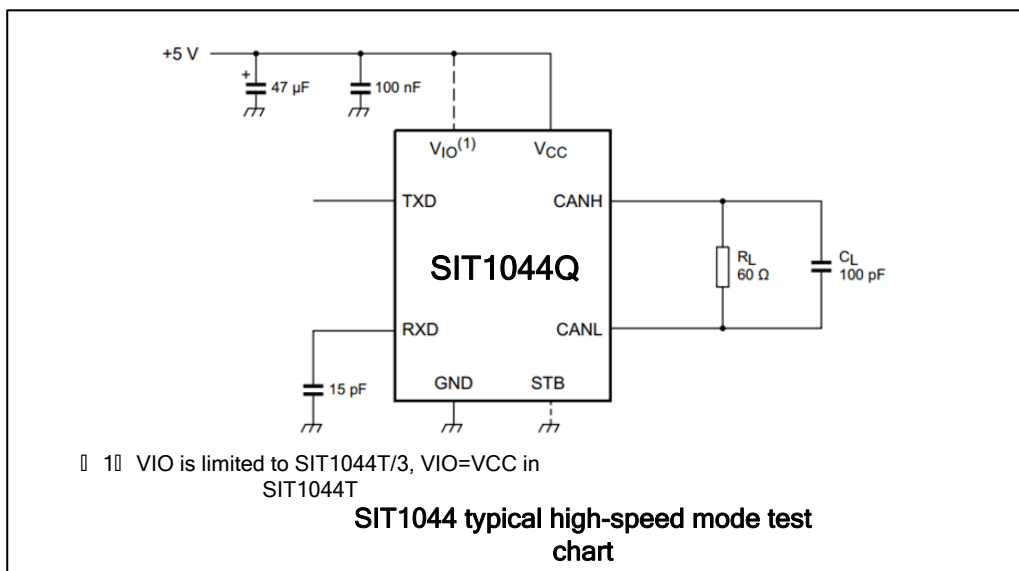 +5 V
+
47 µF
100 nF
VIO(1)
VCC
TXD
CANH
SIT1044Q
RL
60 Ω
CL
100 pF
RXD
CANL
15 pF
GND
STB
1 VIO is limited to SIT1044T/3, VIO=VCC in
SIT1044T
SIT1044 typical high-speed mode test
chart